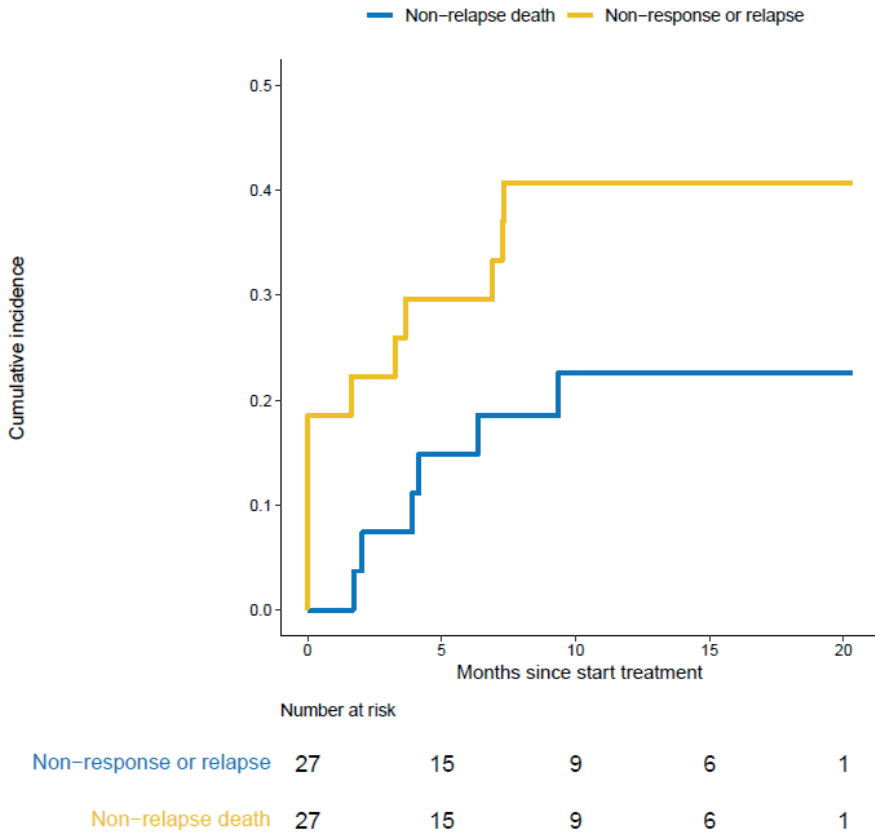 Non−relapse death Non−response or relapse
Cumulative incidence
0.5
0.4
0.3
0.2
0.1
0.0
0 5 10 15 20
Months since start treatment
Number at risk
Non−response or relapse 27 15 9 6 1
Non−relapse death 27 15 9 6 1